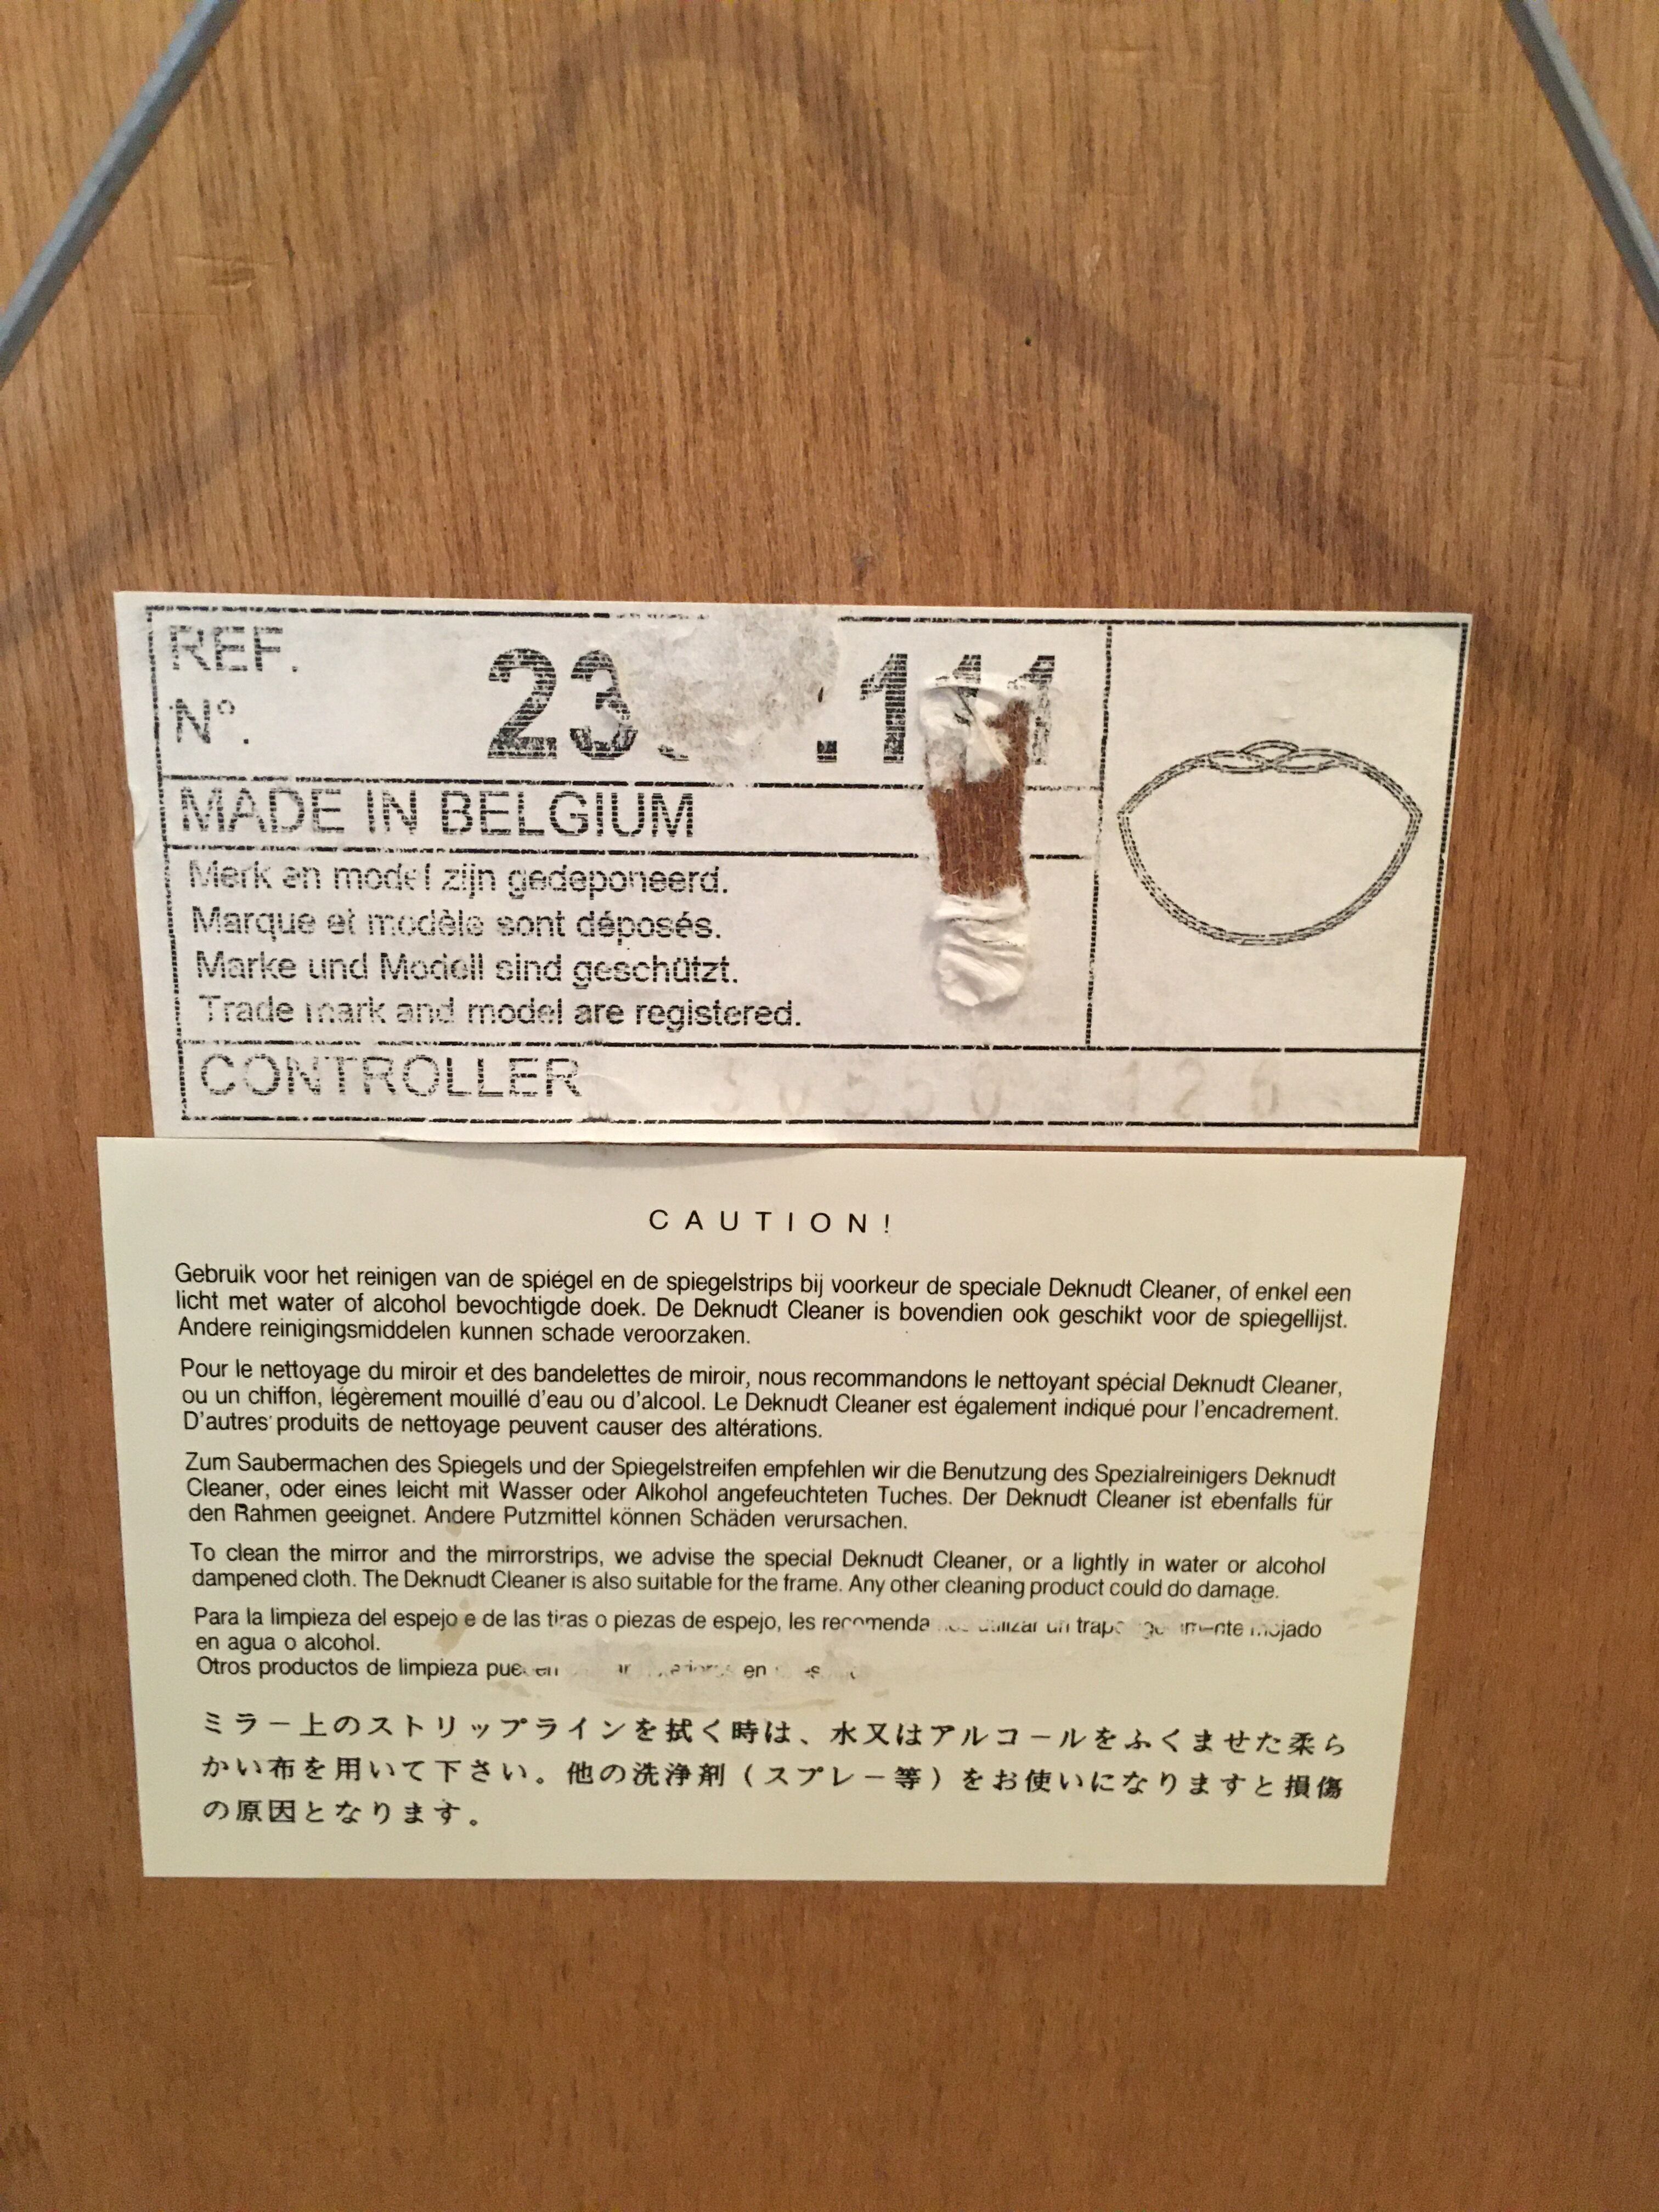 REF.
N°.
MADE IN BELGIUM
Merk en model zijn gedeponeerd.
Marque et modèle sont déposés.
Marke und Modell sind geschützt.
Trade mark and model are registered.
CONTROLLER
CAUTION!
Gebruik voor het reinigen van de spiegel en de spiegelstrips bij voorkeur de speciale Deknudt Cleaner, of enkel een
licht met water of alcohol bevochtigde doek. De Deknudt Cleaner is bovendien ook geschikt voor de spiegellijst.
Andere reinigingsmiddelen kunnen schade veroorzaken.
Pour le nettoyage du miroir et des bandelettes de miroir, nous recommandons le nettoyant spécial Deknudt Cleaner,
ou un chiffon, légèrement mouillé d'eau ou d'alcool. Le Deknudt Cleaner est également indiqué pour l'encadrement.
D'autres produits de nettoyage peuvent causer des altérations.
Zum Saubermachen des Spiegels und der Spiegelstreifen empfehlen wir die Benutzung des Spezialreinigers Deknudt
Cleaner, oder eines leicht mit Wasser oder Alkohol angefeuchteten Tuches. Der Deknudt Cleaner ist ebenfalls für
den Rahmen geeignet. Andere Putzmittel können Schäden verursachen.
To clean the mirror and the mirrorstrips, we advise the special Deknudt Cleaner, or a lightly in water or alcohol
dampened cloth. The Deknudt Cleaner is also suitable for the frame. Any other cleaning product could do damage.
Para la limpieza del espejo e de las tiras o piezas de espejo, les utilizar un mojado
en agua o alcohol.
Otros productos de limpieza en
ミラー上のストリップラインを拭く時は、水又はアルコールをふくませた柔ら
かい布を用いて下さい。他の洗浄剤(スプレー等)をお使いになりますと損傷
の原因となります。